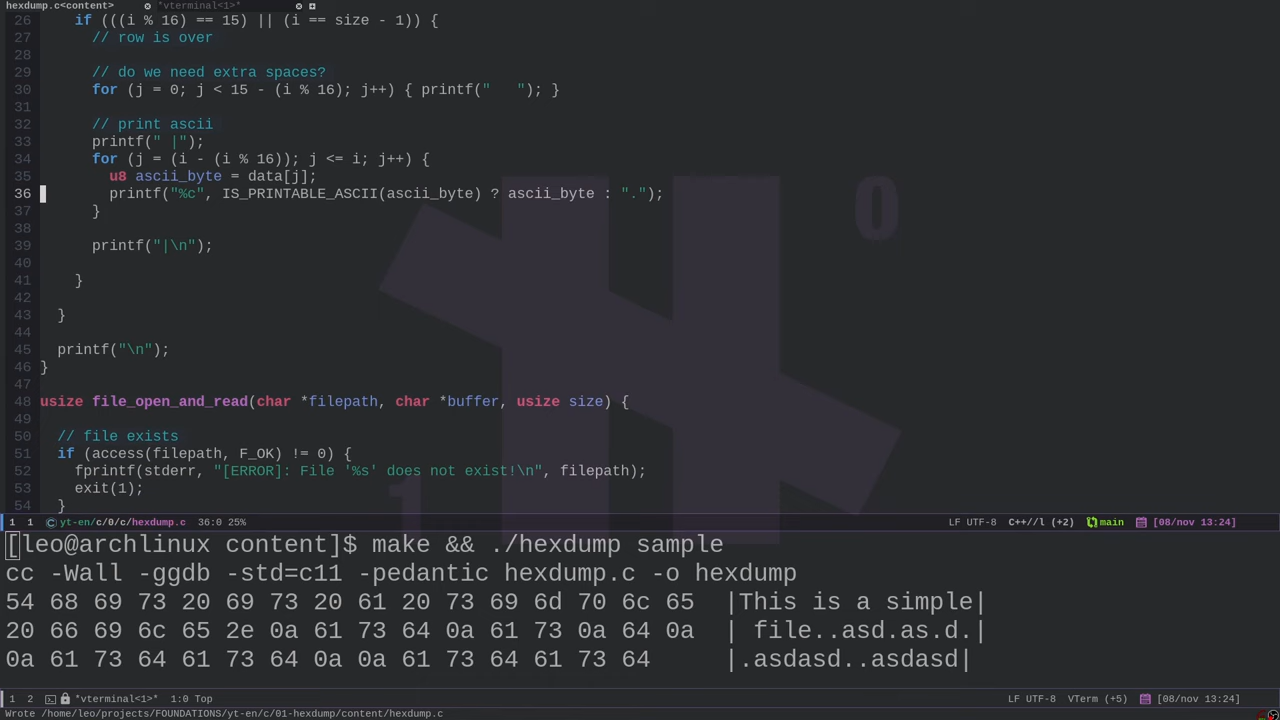 hexdump.c<content> *vterminal<1>*
26 if (((i % 16) == 15) || (i == size - 1)) {
27 // row is over
28
29 // do we need extra spaces?
30 for (j = 0; j < 15 - (i % 16); j++) { printf("   "); }
31
32 // print ascii
33 printf(" |");
34 for (j = (i - (i % 16)); j <= i; j++) {
35 u8 ascii_byte = data[j];
36 printf("%c", IS_PRINTABLE_ASCII(ascii_byte) ? ascii_byte : ".");
37 }
38
39 printf("|\n");
40
41 }
42
43 }
44
45 printf("\n");
46 }
47
48 usize file_open_and_read(char *filepath, char *buffer, usize size) {
49
50 // file exists
51 if (access(filepath, F_OK) != 0) {
52 fprintf(stderr, "[ERROR]: File '%s' does not exist!\n", filepath);
53 exit(1);
54 }
0
1
1 1 yt-en/c/0/c/hexdump.c 36:0 25% LF UTF-8 C++//l (+2) main [08/nov 13:24]
[leo@archlinux content]$ make && ./hexdump sample
cc -Wall -ggdb -std=c11 -pedantic hexdump.c -o hexdump
54 68 69 73 20 69 73 20 61 20 73 69 6d 70 6c 65 |This is a simple|
20 66 69 6c 65 2e 0a 61 73 64 0a 61 73 0a 64 0a | file..asd.as.d.|
0a 61 73 64 61 73 64 0a 0a 61 73 64 61 73 64 |.asdasd..asdasd|
1 2 *vterminal<1>* 1:0 Top LF UTF-8 VTerm (+5) [08/nov 13:24]
Wrote /home/leo/projects/FOUNDATIONS/yt-en/c/01-hexdump/content/hexdump.c